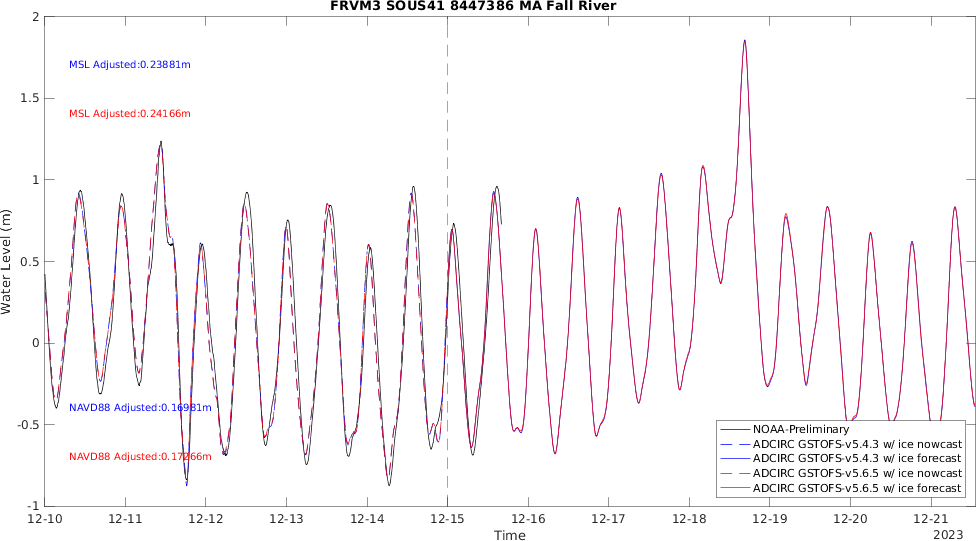 FRVM3 SOUS41 8447386 MA Fall River
2
MSL Adjusted:0.23881m
1.5
MSL Adjusted:0.24166m
1
Water Level (m)
0.5
0
NAVD88 Adjusted:0.16981m
-0.5
NAVD88 Adjusted:0.17266m
NOAA-Preliminary
ADCIRC GSTOFS-v5.4.3 w/ ice nowcast
ADCIRC GSTOFS-v5.4.3 w/ ice forecast
ADCIRC GSTOFS-v5.6.5 w/ ice nowcast
ADCIRC GSTOFS-v5.6.5 w/ ice forecast
-1
12-10 12-11 12-12 12-13 12-14 12-15 12-16 12-17 12-18 12-19 12-20 12-21
Time
2023